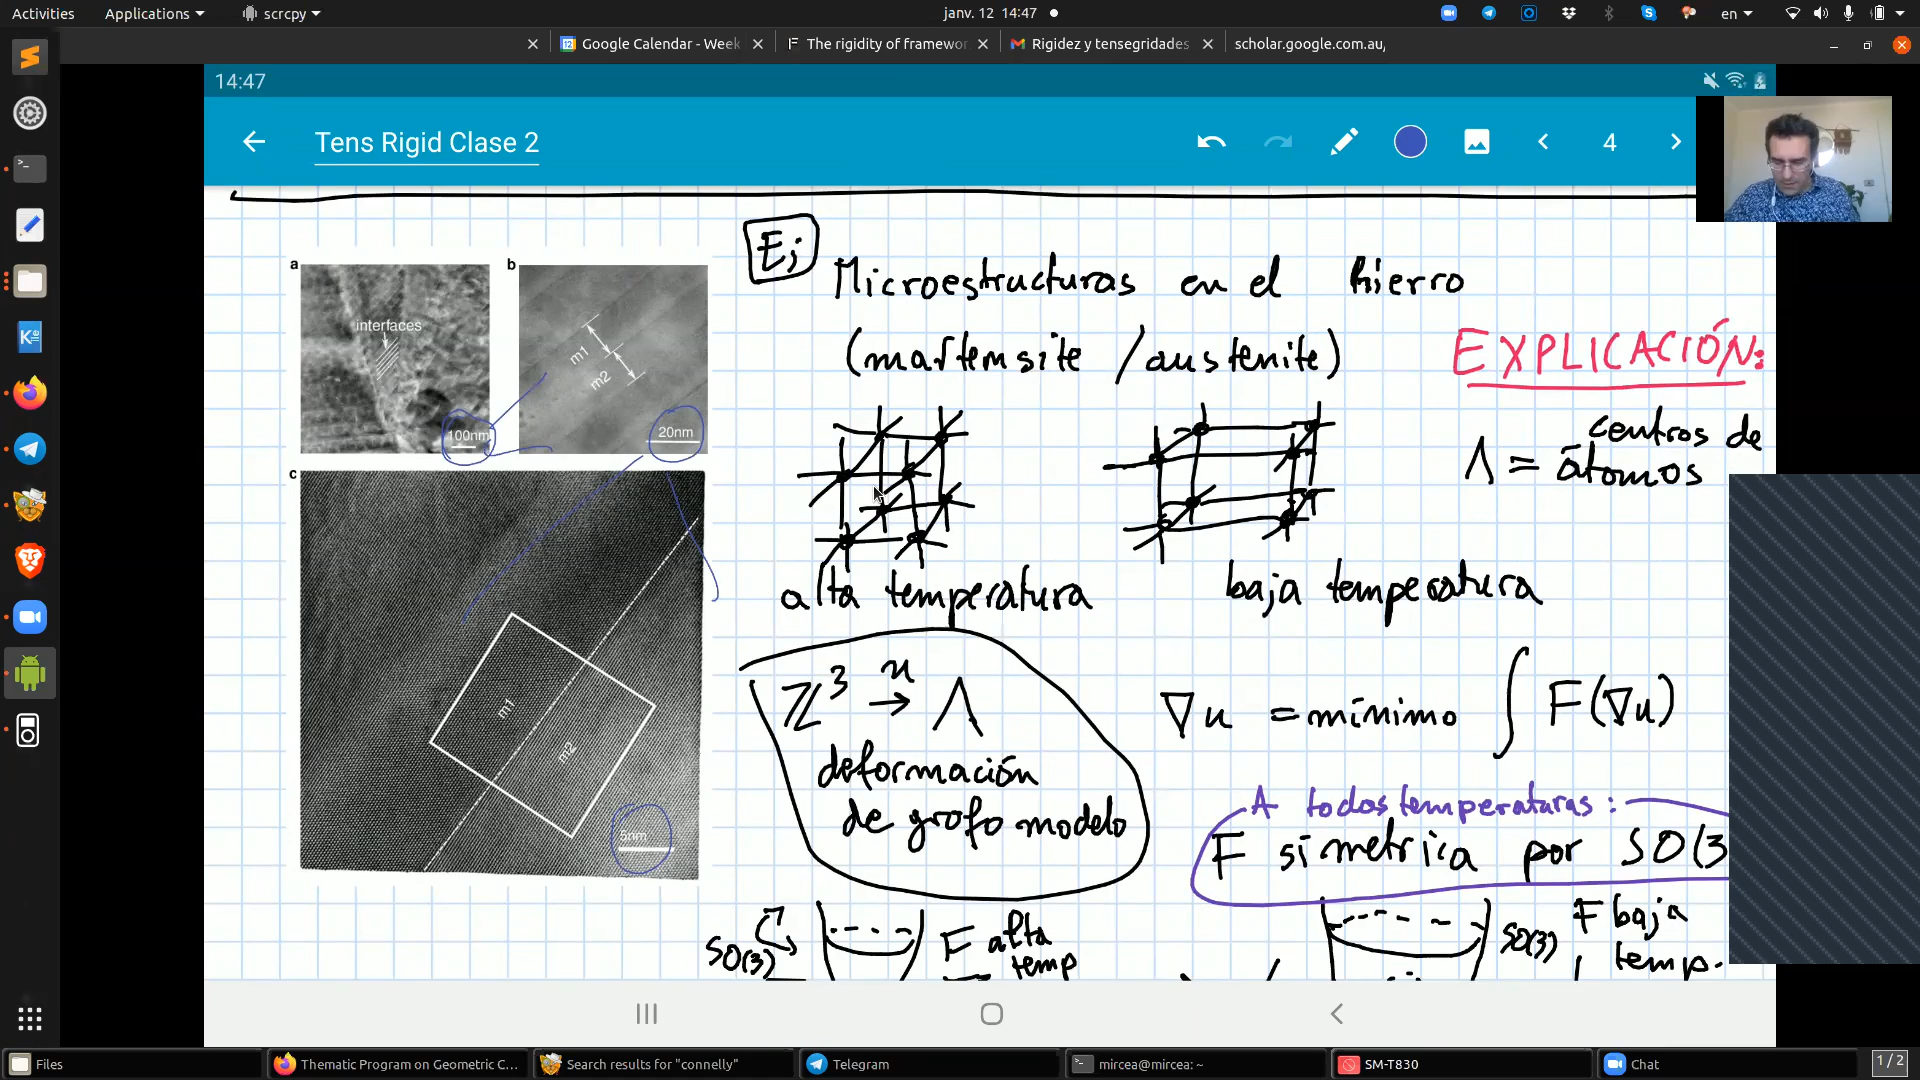 Activities Applications scrcpy janv. 12 14:47 en
Google Calendar - Week The rigidity of framewor Rigidez y tensegridades scholar.google.com.au,
14:47
Tens Rigid Clase 2 4
a
interfaces
100nm
b
m1
m2
20nm
c
m1
m2
5nm
Ej
Microestructuras en el hierro
(martensite / austenite)
EXPLICACIÓN:
Λ = centros de
átomos
alta temperatura
baja temperatura
ℤ³ u→ Λ
deformación
de grafo modelo
∇u = mínimo ∫ F(∇u)
A todos temperaturas:
F simetrica por SO(3
SO(3) F alta
temp
SO(3) F baja
temp.
Files Thematic Program on Geometric C... Search results for "connelly" Telegram mircea@mircea: ~ SM-T830 Chat 1 / 2